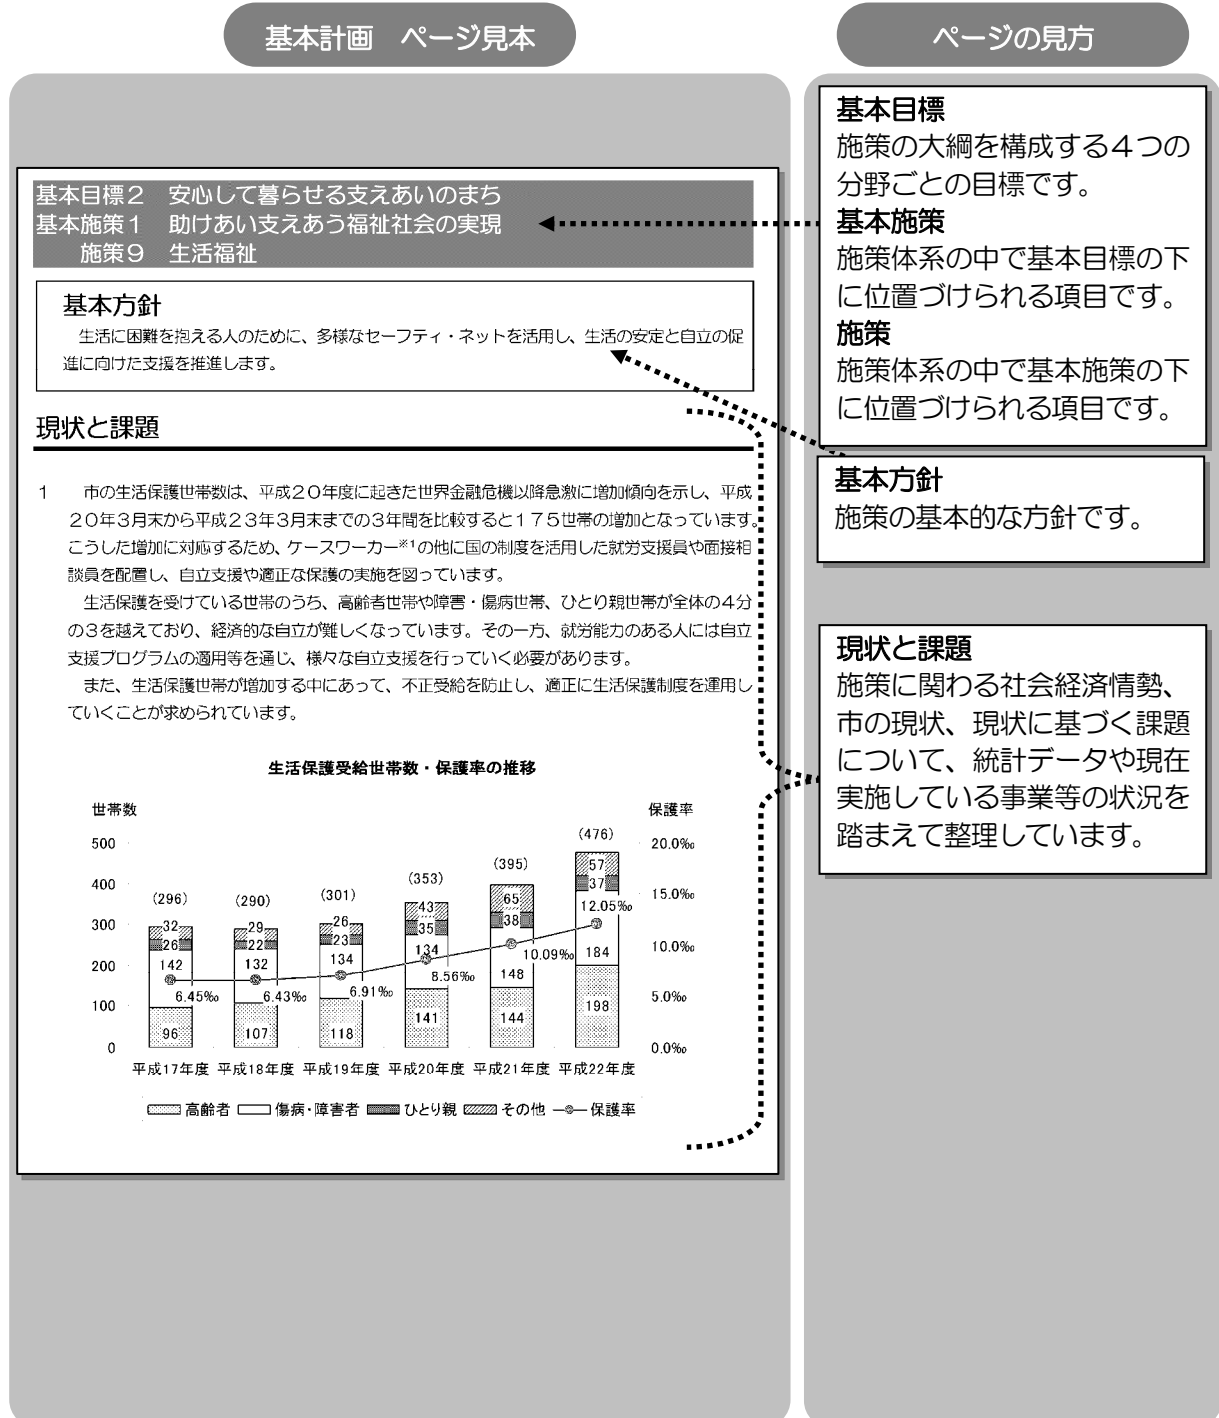 基本計画　ページ見本
ページの見方
基本目標２　安心して暮らせる支えあいのまち
基本施策１　助けあい支えあう福祉社会の実現
施策９　生活福祉
基本方針
生活に困難を抱える人のために、多様なセーフティ・ネットを活用し、生活の安定と自立の促
進に向けた支援を推進します。
現状と課題
１　市の生活保護世帯数は、平成２０年度に起きた世界金融危機以降急激に増加傾向を示し、平成
２０年３月末から平成２３年３月末までの３年間を比較すると１７５世帯の増加となっています。
こうした増加に対応するため、ケースワーカー※1の他に国の制度を活用した就労支援員や面接相
談員を配置し、自立支援や適正な保護の実施を図っています。
生活保護を受けている世帯のうち、高齢者世帯や障害・傷病世帯、ひとり親世帯が全体の４分
の３を越えており、経済的な自立が難しくなっています。その一方、就労能力のある人には自立
支援プログラムの適用等を通じ、様々な自立支援を行っていく必要があります。
また、生活保護世帯が増加する中にあって、不正受給を防止し、適正に生活保護制度を運用し
ていくことが求められています。
生活保護受給世帯数・保護率の推移
世帯数　保護率
500 (476) 20.0‰
400 (296) (290) (301) (353) (395) 57 15.0‰
37
300 32 29 26 43 65 12.05‰
26 22 23 35 38
200 142 132 134 134 148 184 10.0‰
6.45‰ 6.43‰ 6.91‰ 8.56‰ 10.09‰
100 96 107 118 141 144 198 5.0‰
0 0.0‰
平成17年度 平成18年度 平成19年度 平成20年度 平成21年度 平成22年度
高齢者 傷病・障害者 ひとり親 その他 保護率
基本目標
施策の大綱を構成する４つの
分野ごとの目標です。
基本施策
施策体系の中で基本目標の下
に位置づけられる項目です。
施策
施策体系の中で基本施策の下
に位置づけられる項目です。
基本方針
施策の基本的な方針です。
現状と課題
施策に関わる社会経済情勢、
市の現状、現状に基づく課題
について、統計データや現在
実施している事業等の状況を
踏まえて整理しています。